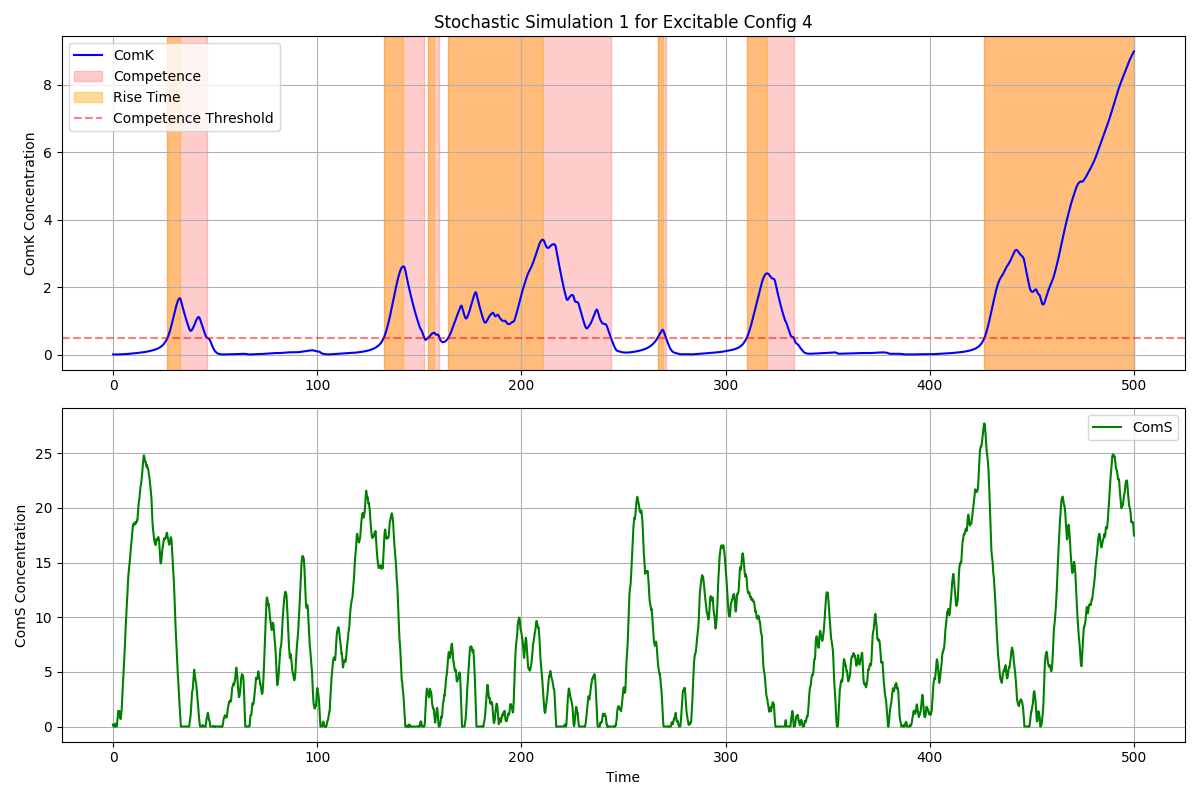 Stochastic Simulation 1 for Excitable Config 4
ComK
Competence
Rise Time
Competence Threshold
ComK Concentration
8
6
4
2
0
0 100 200 300 400 500
ComS
ComS Concentration
25
20
15
10
5
0
0 100 200 300 400 500
Time